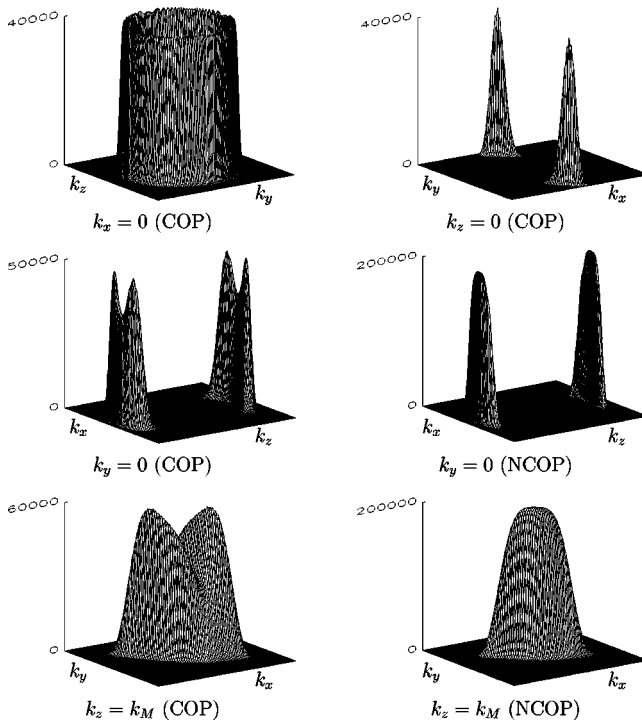 40000
0
k_z
k_y
k_x = 0 (COP)
40000
0
k_y
k_x
k_z = 0 (COP)
50000
0
k_x
k_z
k_y = 0 (COP)
200000
0
k_x
k_z
k_y = 0 (NCOP)
60000
0
k_y
k_x
k_z = k_M (COP)
200000
0
k_y
k_x
k_z = k_M (NCOP)